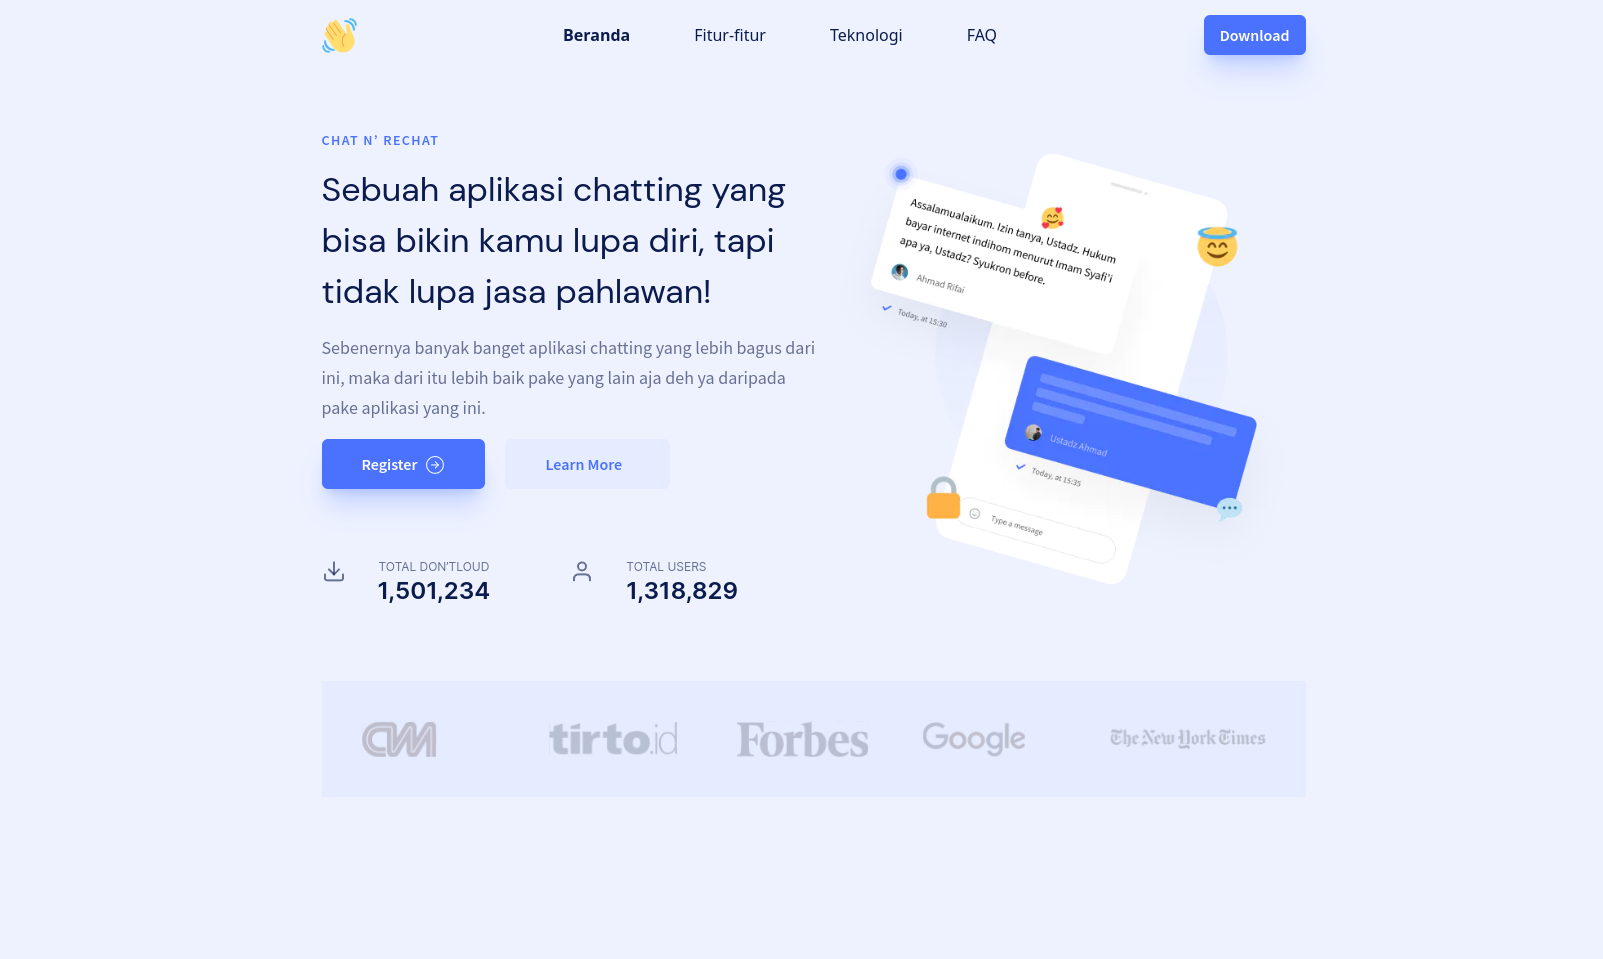 Beranda
Fitur-fitur
Teknologi
FAQ
Download
CHAT N’ RECHAT
Sebuah aplikasi chatting yang
bisa bikin kamu lupa diri, tapi
tidak lupa jasa pahlawan!
Sebenernya banyak banget aplikasi chatting yang lebih bagus dari
ini, maka dari itu lebih baik pake yang lain aja deh ya daripada
pake aplikasi yang ini.
Register
Learn More
TOTAL DON’TLOUD
1,501,234
TOTAL USERS
1,318,829
Assalamualaikum. Izin tanya, Ustadz. Hukum
bayar internet indihom menurut Imam Syafi'i
apa ya, Ustadz? Syukron before.
Ahmad Rifai
Today, at 15:30
Ustadz Ahmad
Today, at 15:35
Type a message
CNN
tirto.id
Forbes
Google
The New York Times